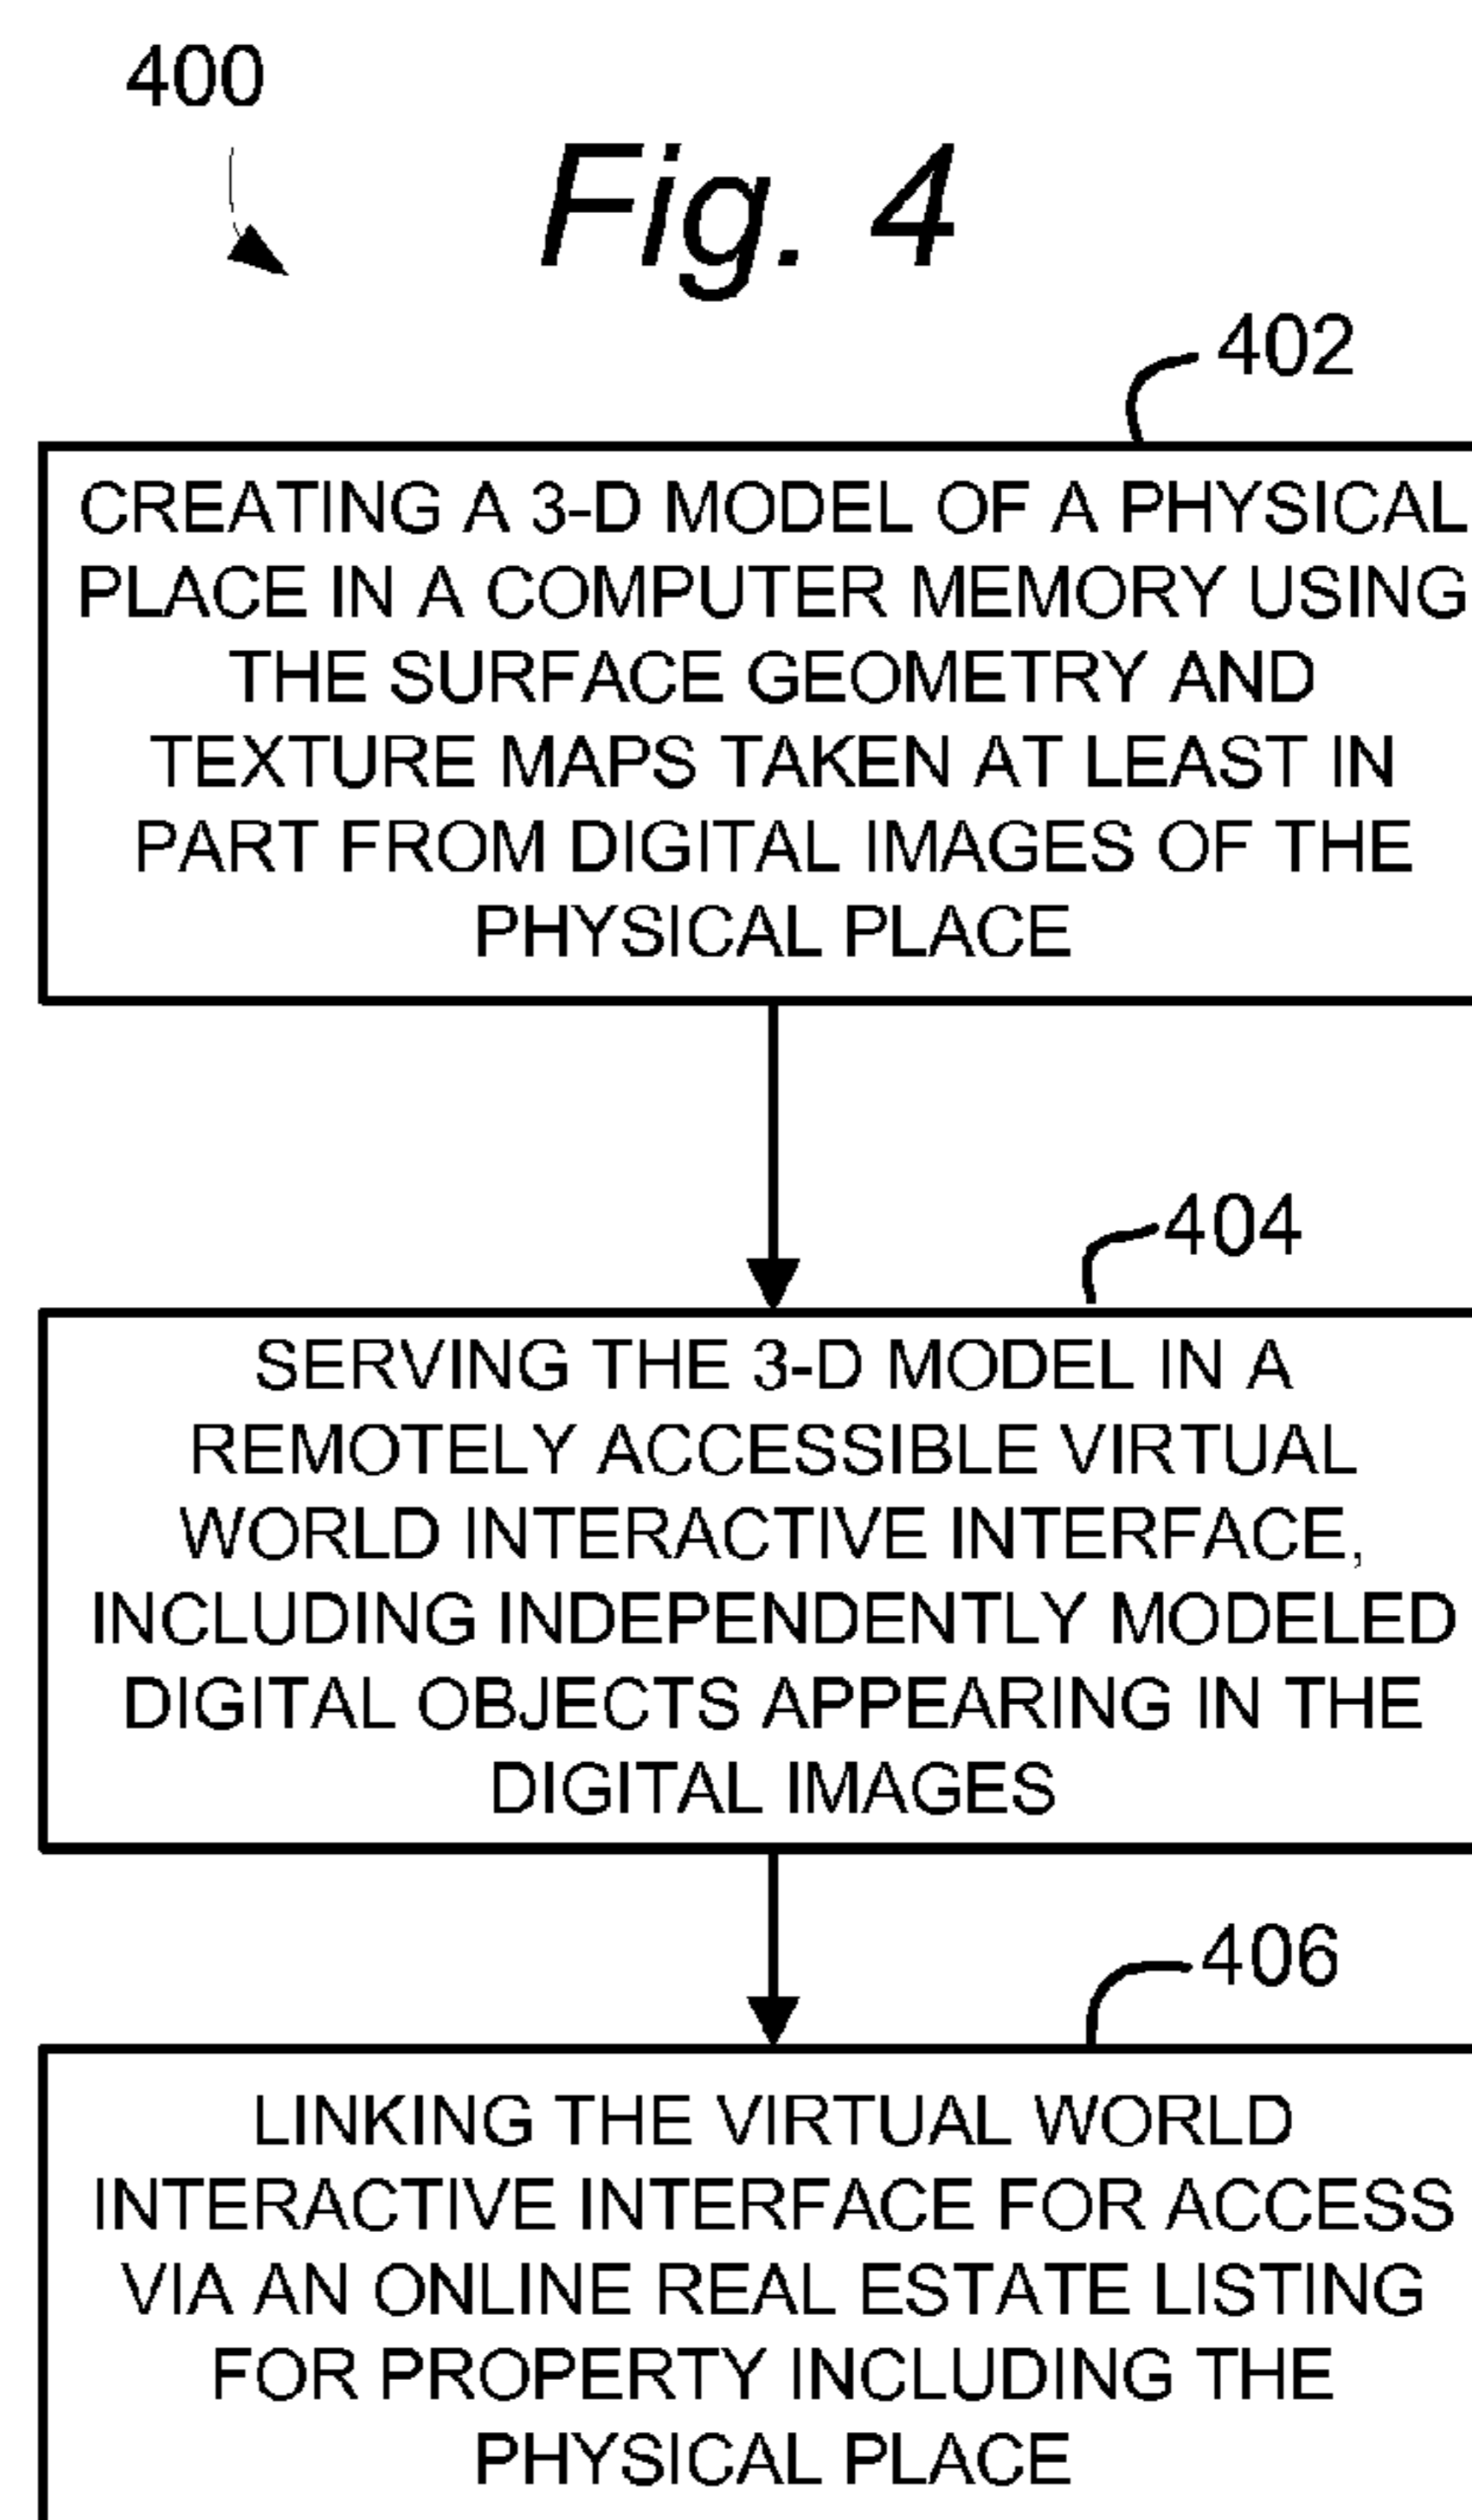 400
Fig. 4
402
CREATING A 3-D MODEL OF A PHYSICAL
PLACE IN A COMPUTER MEMORY USING
THE SURFACE GEOMETRY AND
TEXTURE MAPS TAKEN AT LEAST IN
PART FROM DIGITAL IMAGES OF THE
PHYSICAL PLACE
404
SERVING THE 3-D MODEL IN A
REMOTELY ACCESSIBLE VIRTUAL
WORLD INTERACTIVE INTERFACE,
INCLUDING INDEPENDENTLY MODELED
DIGITAL OBJECTS APPEARING IN THE
DIGITAL IMAGES
406
LINKING THE VIRTUAL WORLD
INTERACTIVE INTERFACE FOR ACCESS
VIA AN ONLINE REAL ESTATE LISTING
FOR PROPERTY INCLUDING THE
PHYSICAL PLACE